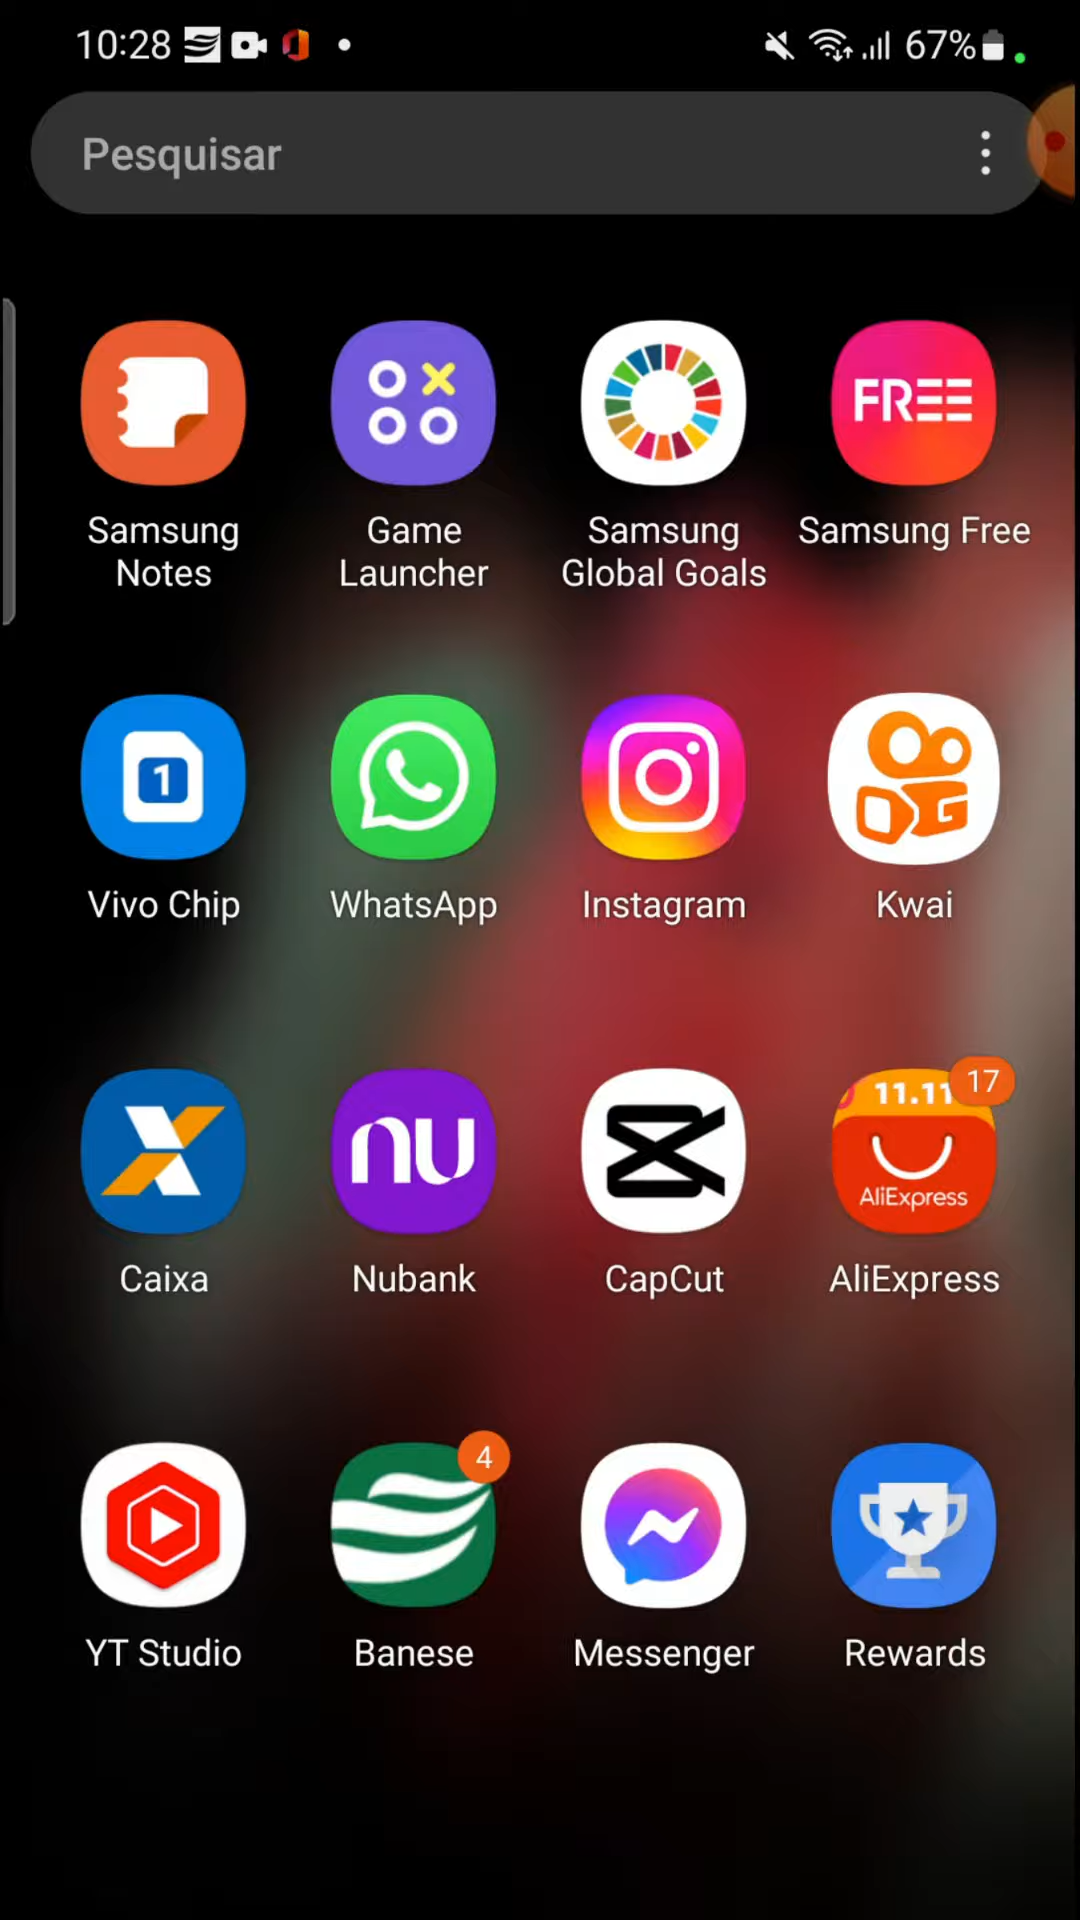 10:28 67%
Pesquisar
FREE
Samsung Notes
Game Launcher
Samsung Global Goals
Samsung Free
1
G
Vivo Chip
WhatsApp
Instagram
Kwai
nu
11.11
17
AliExpress
Caixa
Nubank
CapCut
AliExpress
4
YT Studio
Banese
Messenger
Rewards